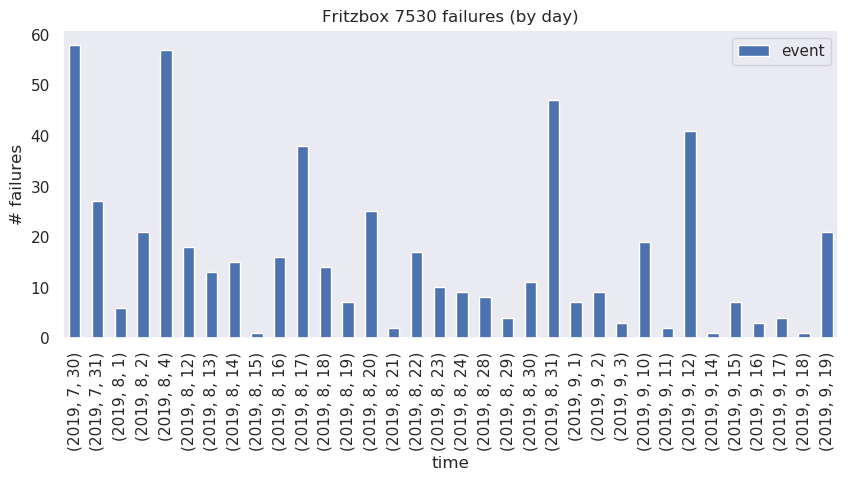 Fritzbox 7530 failures (by day)
event
# failures
60
50
40
30
20
10
0
(2019, 7, 30)
(2019, 7, 31)
(2019, 8, 1)
(2019, 8, 2)
(2019, 8, 4)
(2019, 8, 12)
(2019, 8, 13)
(2019, 8, 14)
(2019, 8, 15)
(2019, 8, 16)
(2019, 8, 17)
(2019, 8, 18)
(2019, 8, 19)
(2019, 8, 20)
(2019, 8, 21)
(2019, 8, 22)
(2019, 8, 23)
(2019, 8, 24)
(2019, 8, 28)
(2019, 8, 29)
(2019, 8, 30)
(2019, 8, 31)
(2019, 9, 1)
(2019, 9, 2)
(2019, 9, 3)
(2019, 9, 10)
(2019, 9, 11)
(2019, 9, 12)
(2019, 9, 14)
(2019, 9, 15)
(2019, 9, 16)
(2019, 9, 17)
(2019, 9, 18)
(2019, 9, 19)
time